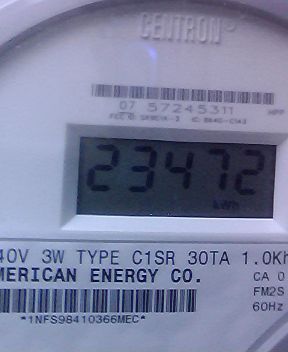 CENTRON®
07 57245311
23472
kWh
40V 3W TYPE C1SR 30TA 1.0Kh
MERICAN ENERGY CO.
CA 0
FM2S
60Hz
*1NFS98410366MEC*